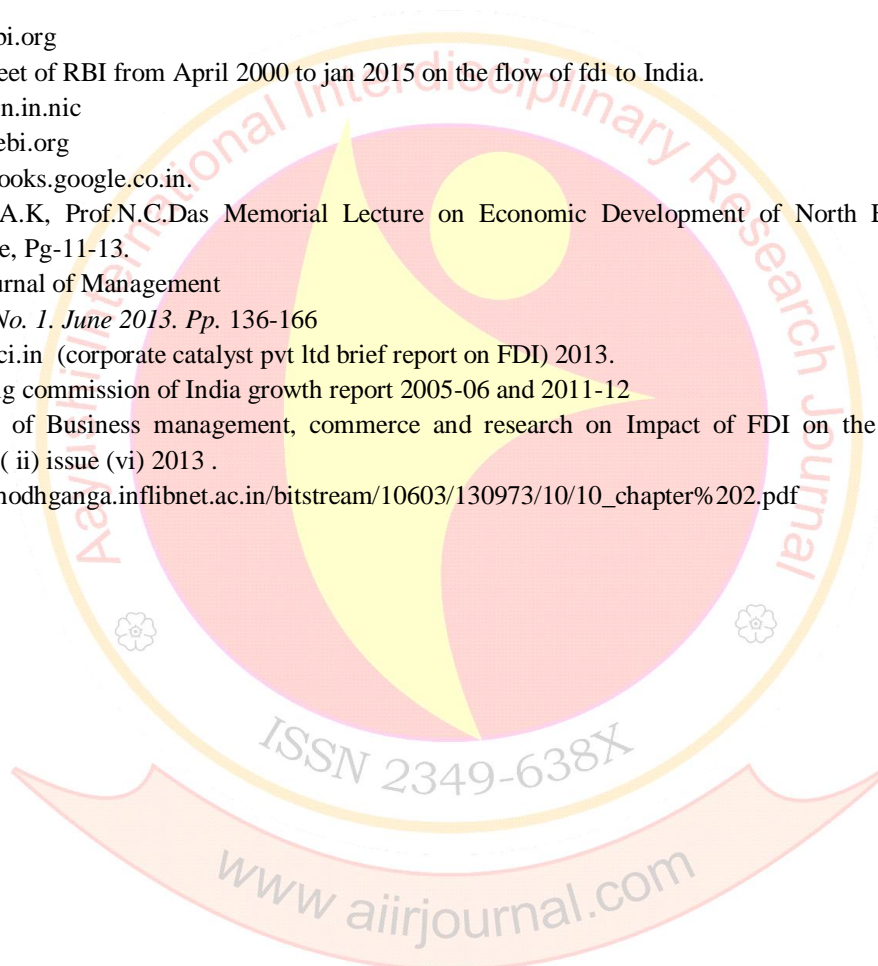 bi.org
eet of RBI from April 2000 to jan 2015 on the flow of fdi to India.
n.in.nic
ebi.org
ooks.google.co.in.
A.K, Prof.N.C.Das Memorial Lecture on Economic Development of North
e, Pg-11-13.
urnal of Management
No. 1. June 2013. Pp. 136-166
ci.in (corporate catalyst pvt ltd brief report on FDI) 2013.
g commission of India growth report 2005-06 and 2011-12
of Business management, commerce and research on Impact of FDI on the
( ii) issue (vi) 2013 .
hodhganga.inflibnet.ac.in/bitstream/10603/130973/10/10_chapter%202.pdf
Aayushi International Interdisciplinary Research Journal
ISSN 2349-638X
www aiirjournal.com